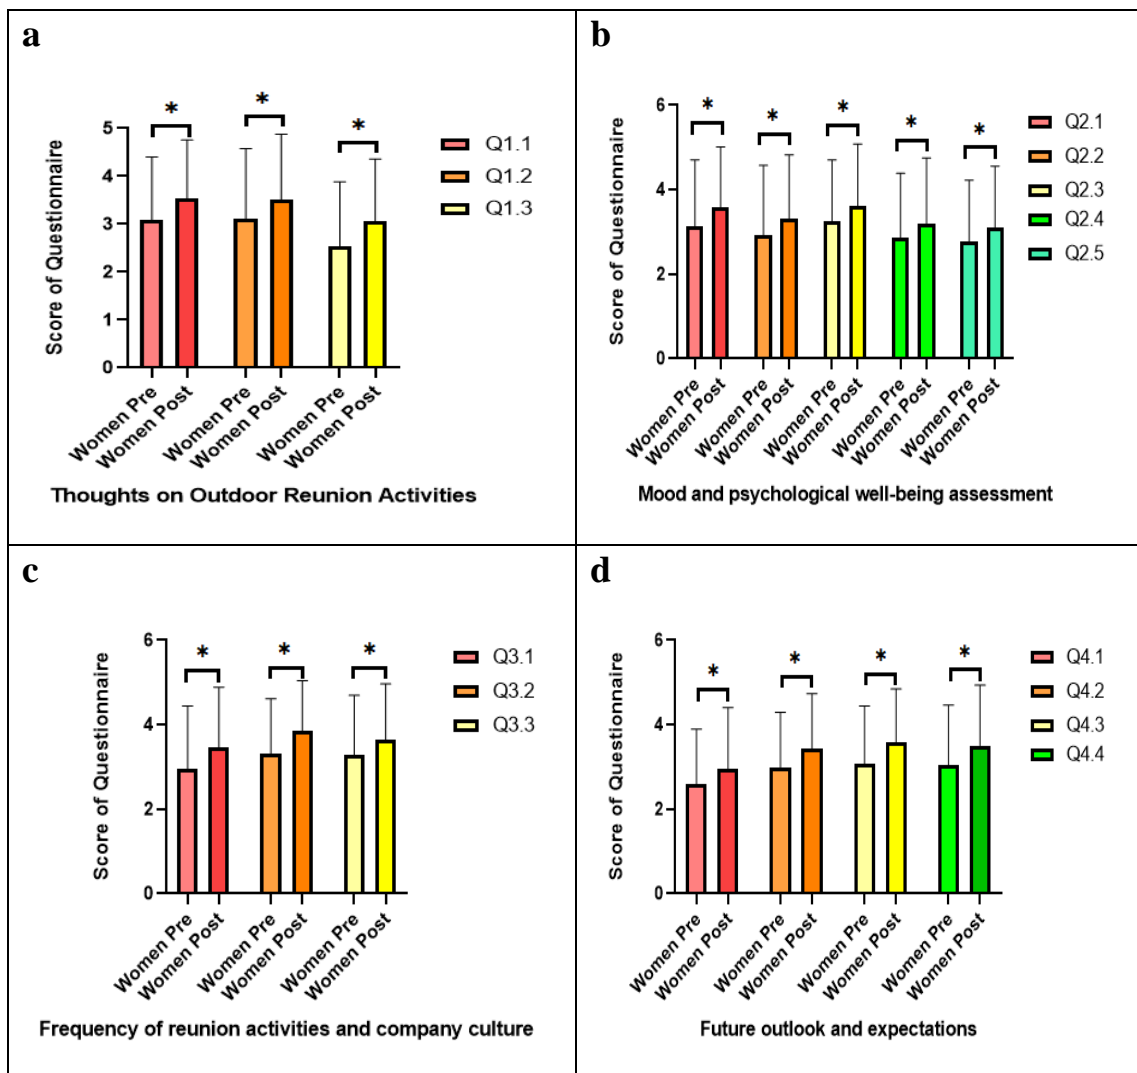 a
*
*
*
5
4
3
2
1
0
Score of Questionnaire
Women Pre
Women Post
Women Pre
Women Post
Women Pre
Women Post
Thoughts on Outdoor Reunion Activities
Q1.1
Q1.2
Q1.3
b
*
*
*
*
*
6
4
2
0
Score of Questionnaire
Women Pre
Women Post
Women Pre
Women Post
Women Pre
Women Post
Women Pre
Women Post
Women Pre
Women Post
Mood and psychological well-being assessment
Q2.1
Q2.2
Q2.3
Q2.4
Q2.5
c
*
*
*
6
4
2
0
Score of Questionnaire
Women Pre
Women Post
Women Pre
Women Post
Women Pre
Women Post
Frequency of reunion activities and company culture
Q3.1
Q3.2
Q3.3
d
*
*
*
*
6
4
2
0
Score of Questionnaire
Women Pre
Women Post
Women Pre
Women Post
Women Pre
Women Post
Women Pre
Women Post
Future outlook and expectations
Q4.1
Q4.2
Q4.3
Q4.4